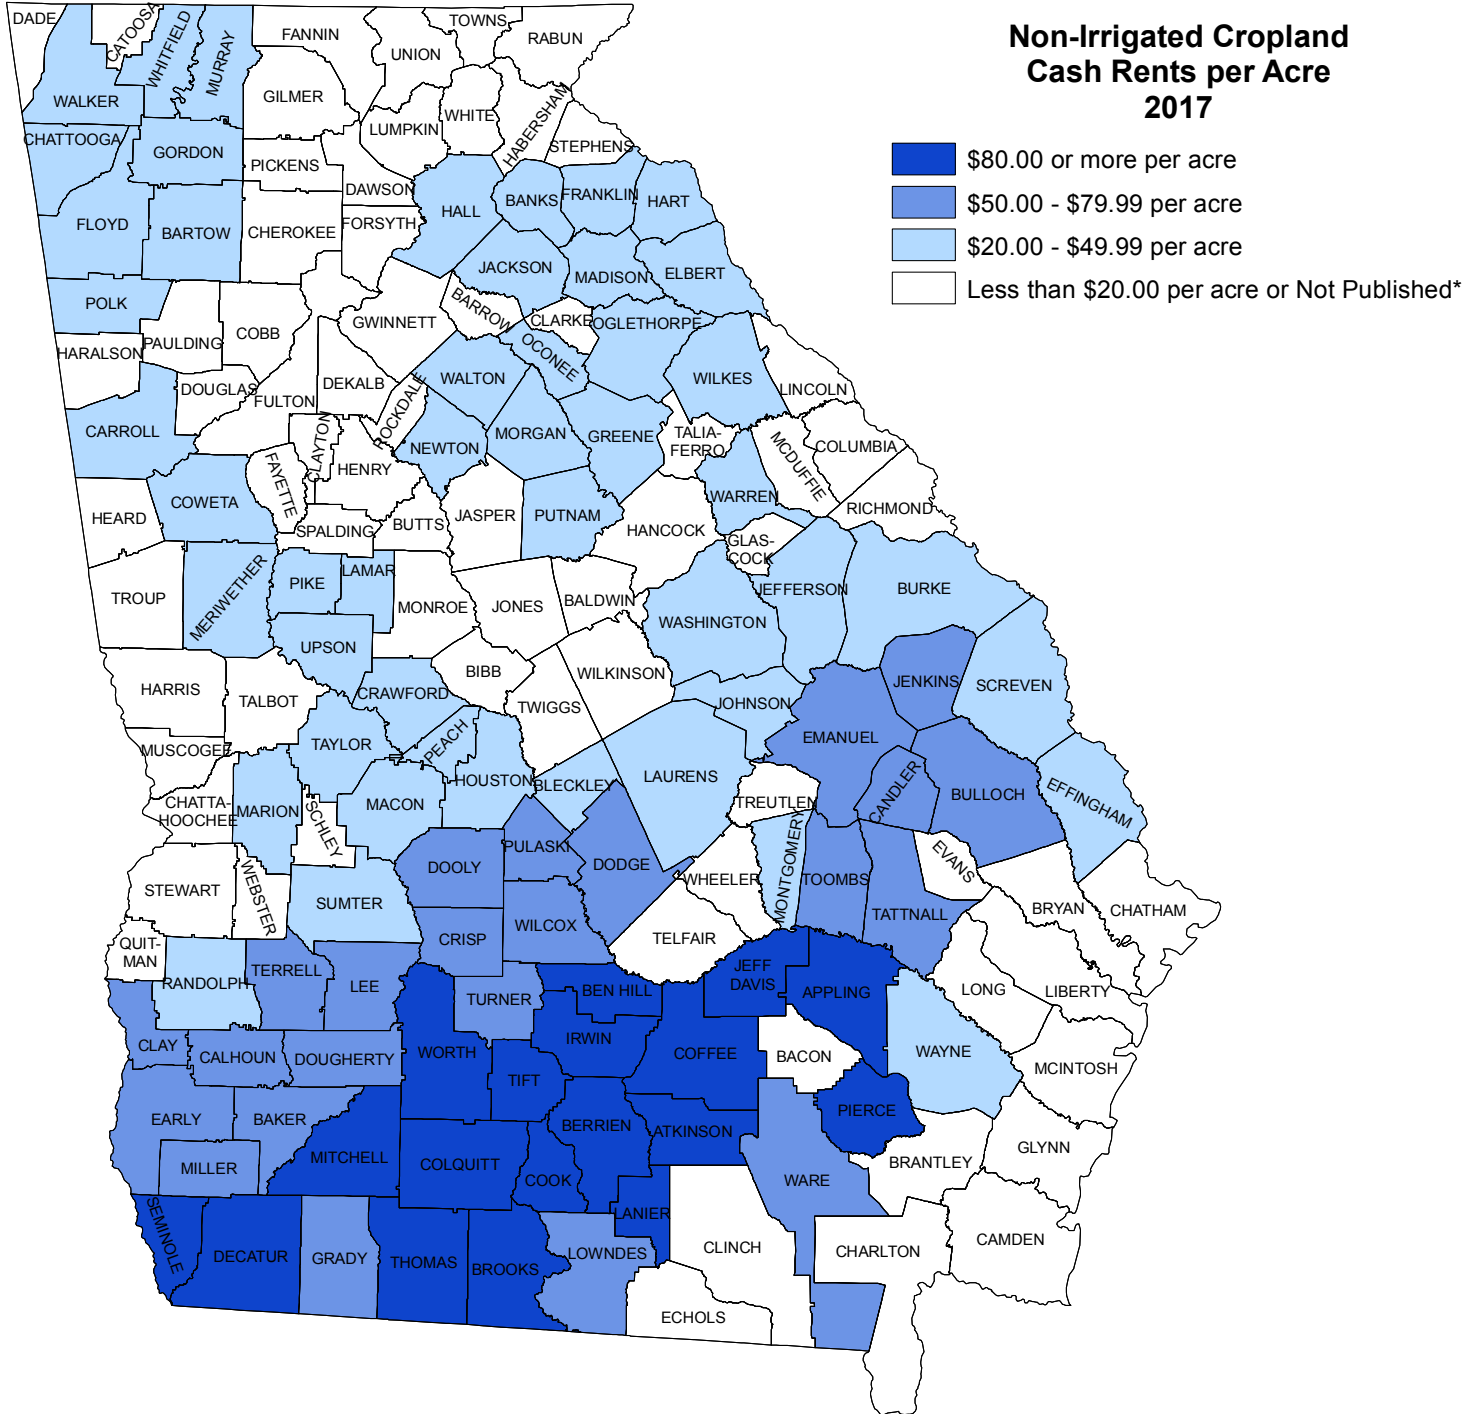 Non-Irrigated Cropland
Cash Rents per Acre
2017
$80.00 or more per acre
$50.00 - $79.99 per acre
$20.00 - $49.99 per acre
Less than $20.00 per acre or Not Published*
DADE
CATOOSA
WHITFIELD
MURRAY
FANNIN
UNION
TOWNS
RABUN
WALKER
GILMER
LUMPKIN
WHITE
HABERSHAM
STEPHENS
CHATTOOGA
GORDON
PICKENS
DAWSON
HALL
BANKS
FRANKLIN
HART
FLOYD
BARTOW
CHEROKEE
FORSYTH
JACKSON
MADISON
ELBERT
POLK
PAULDING
COBB
GWINNETT
BARROW
CLARKE
OGLETHORPE
OCONEE
HARALSON
DOUGLAS
FULTON
DEKALB
ROCKDALE
WALTON
WILKES
LINCOLN
CARROLL
CLAYTON
HENRY
NEWTON
MORGAN
GREENE
TALIA-
FERRO
MCDUFFIE
COLUMBIA
COWETA
FAYETTE
WARREN
RICHMOND
HEARD
SPALDING
BUTTS
JASPER
PUTNAM
HANCOCK
GLAS-
COCK
TROUP
MERIWETHER
PIKE
LAMAR
MONROE
JONES
BALDWIN
JEFFERSON
BURKE
WASHINGTON
UPSON
HARRIS
TALBOT
CRAWFORD
BIBB
TWIGGS
WILKINSON
JOHNSON
JENKINS
SCREVEN
MUSCOGEE
TAYLOR
PEACH
EMANUEL
CHATTA-
HOOCHEE
MARION
SCHLEY
MACON
HOUSTON
BLECKLEY
LAURENS
TREUTLEN
CANDLER
BULLOCH
EFFINGHAM
STEWART
WEBSTER
SUMTER
DOOLY
PULASKI
DODGE
WHEELER
MONTGOMERY
TOOMBS
TATTNALL
EVANS
BRYAN
CHATHAM
QUIT-
MAN
RANDOLPH
TERRELL
LEE
CRISP
WILCOX
TELFAIR
JEFF
DAVIS
APPLING
LONG
LIBERTY
TURNER
BEN HILL
CLAY
CALHOUN
DOUGHERTY
WORTH
TIFT
IRWIN
COFFEE
BACON
WAYNE
MCINTOSH
EARLY
BAKER
MILLER
MITCHELL
COLQUITT
COOK
BERRIEN
ATKINSON
PIERCE
WARE
BRANTLEY
GLYNN
SEMINOLE
DECATUR
GRADY
THOMAS
BROOKS
LOWNDES
LANIER
CLINCH
ECHOLS
CHARLTON
CAMDEN